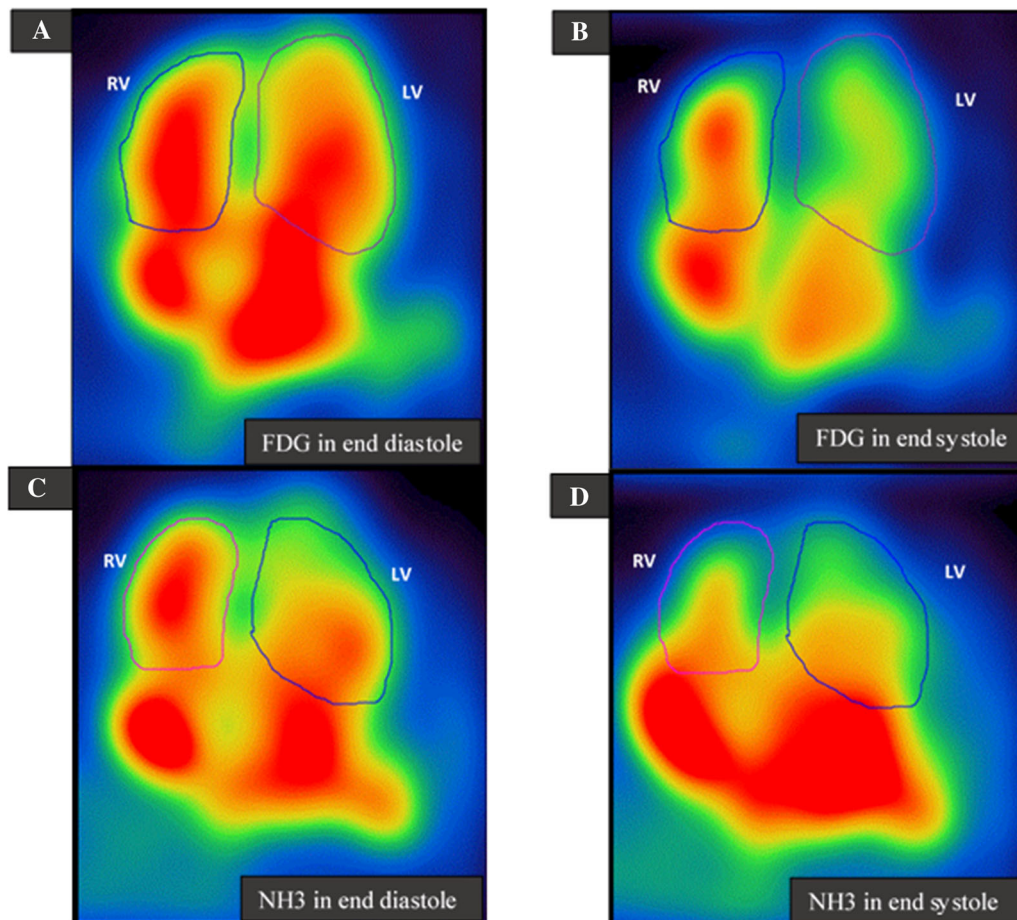 A
RV
LV
FDG in end diastole
B
RV
LV
FDG in end systole
C
RV
LV
NH3 in end diastole
D
RV
LV
NH3 in end systole